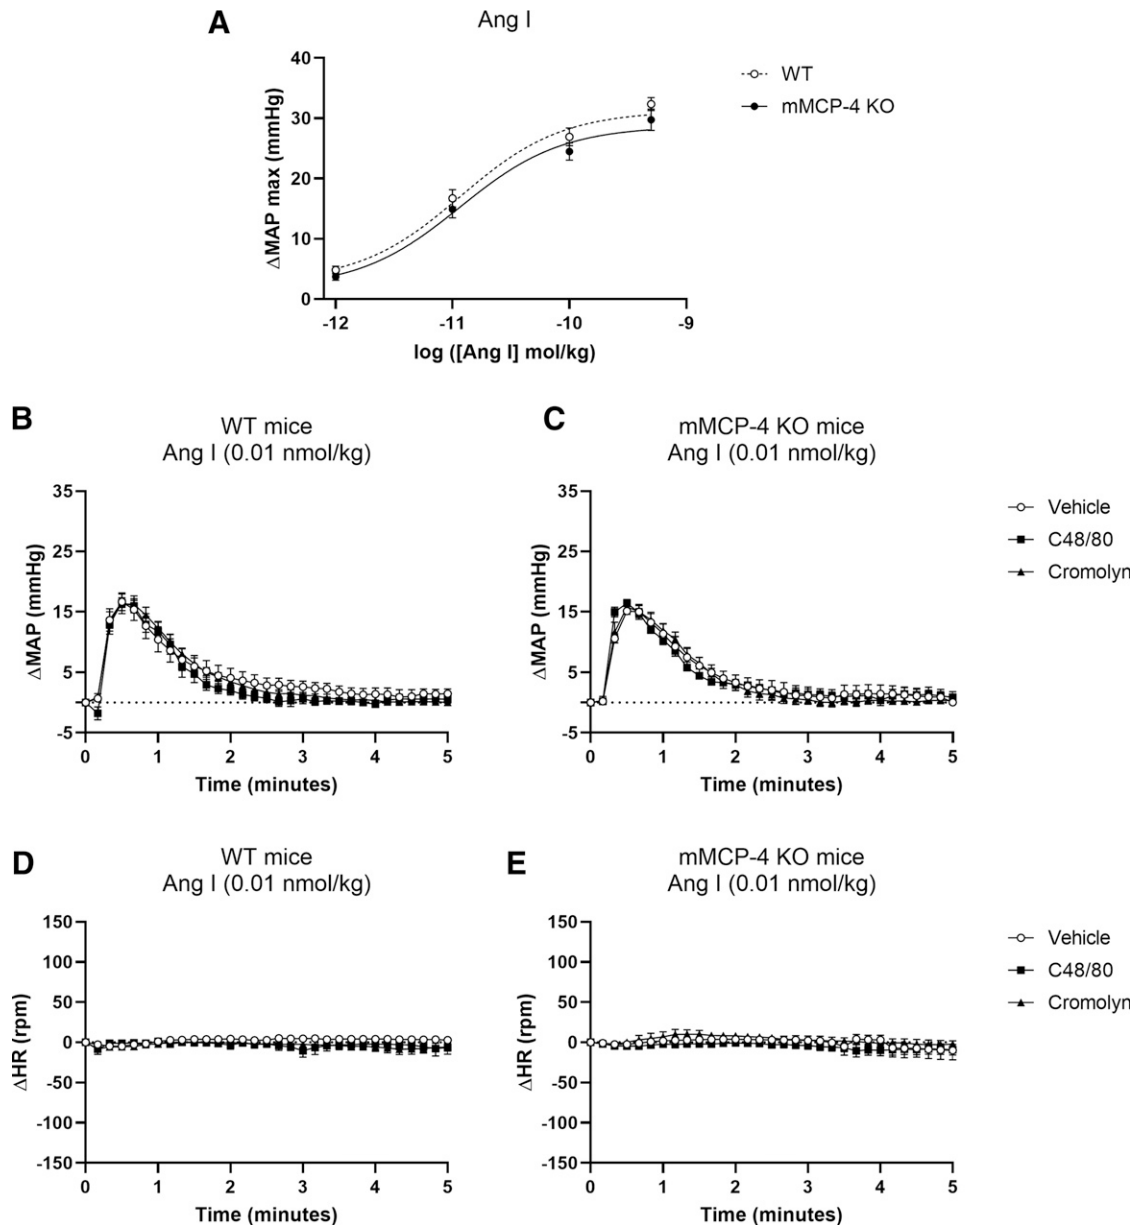 A
Ang I
ΔMAP max (mmHg)
40
30
20
10
0
-12 -11 -10 -9
log ([Ang I] mol/kg)
WT
mMCP-4 KO
B
WT mice
Ang I (0.01 nmol/kg)
ΔMAP (mmHg)
35
25
15
5
-5
0 1 2 3 4 5
Time (minutes)
C
mMCP-4 KO mice
Ang I (0.01 nmol/kg)
ΔMAP (mmHg)
35
25
15
5
-5
0 1 2 3 4 5
Time (minutes)
Vehicle
C48/80
Cromolyn
D
WT mice
Ang I (0.01 nmol/kg)
ΔHR (rpm)
150
100
50
0
-50
-100
-150
0 1 2 3 4 5
Time (minutes)
E
mMCP-4 KO mice
Ang I (0.01 nmol/kg)
ΔHR (rpm)
150
100
50
0
-50
-100
-150
0 1 2 3 4 5
Time (minutes)
Vehicle
C48/80
Cromolyn